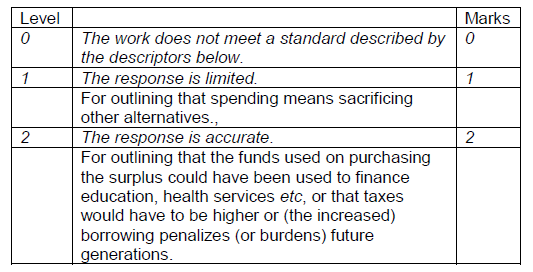 Level Marks
0 The work does not meet a standard described by 0
the descriptors below.
1 The response is limited. 1
For outlining that spending means sacrificing
other alternatives.,
2 The response is accurate. 2
For outlining that the funds used on purchasing
the surplus could have been used to finance
education, health services etc, or that taxes
would have to be higher or (the increased)
borrowing penalizes (or burdens) future
generations.